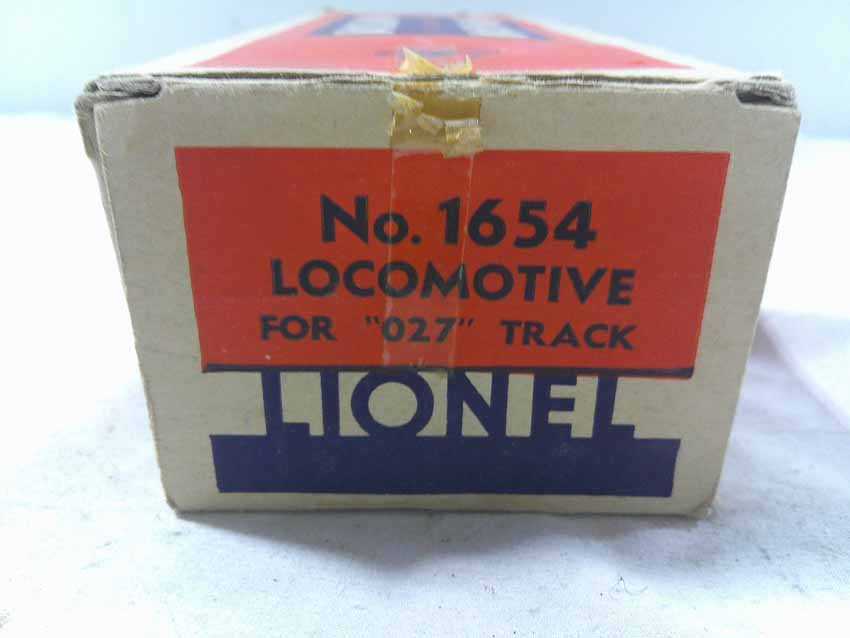 No. 1654
LOCOMOTIVE
FOR "027" TRACK
LIONEL